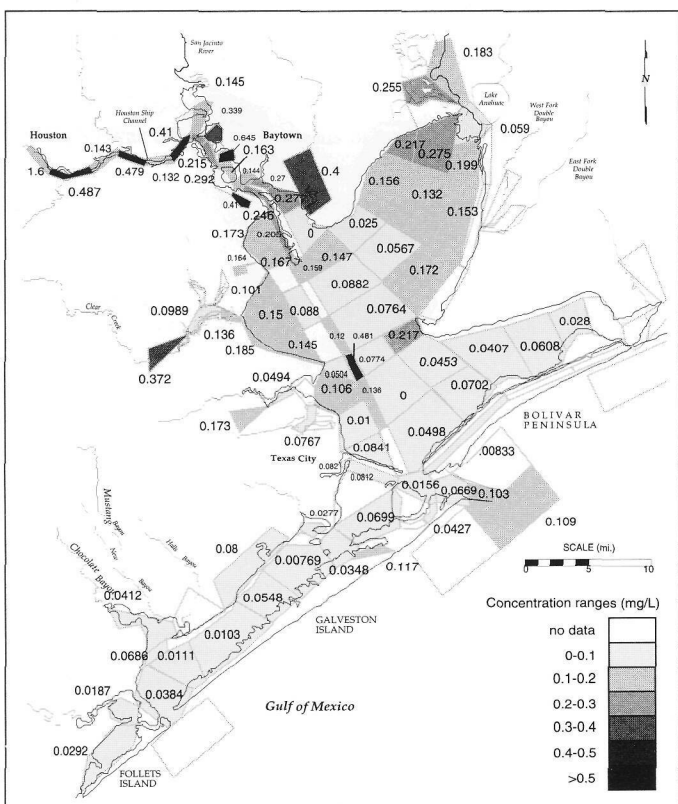 San Jacinto
River
0.145
0.183
0.255
Lake
Anahuac
N
Houston Ship
Channel
0.339
West Fork
Double
Bayou
0.059
Houston
0.143
0.41
0.645
Baytown
0.163
East Fork
Double
Bayou
0.217
0.275
0.199
1.6
0.487
0.479
0.132
0.215
0.292
0.144
0.27
0.4
0.156
0.132
0.153
0.41
0.246
0.173
0.205
0
0.025
0.0567
0.164
0.167
0.159
0.147
0.172
0.101
0.0882
Clear
Creek
0.0989
0.15
0.088
0.0764
0.136
0.185
0.145
0.12
0.481
0.217
0.028
0.0774
0.0453
0.0407
0.0608
0.372
0.0494
0.0504
0.106
0.136
0
0.0702
0.173
0.01
0.0767
0.0498
BOLIVAR
PENINSULA
Texas City
0.0841
.00833
0.082
0.0812
0.0156
0.0669
0.103
Mustang
Bayou
0.0277
0.0699
0.0427
0.109
Halls
Bayou
New
Bayou
Chocolate Bayou
0.08
0.00769
0.0348
0.117
SCALE (mi.)
0 5 10
0.0412
0.0548
GALVESTON
ISLAND
0.0103
0.0686
0.0111
0.0187
0.0384
Gulf of Mexico
0.0292
FOLLETS
ISLAND
Concentration ranges (mg/L)
no data
0-0.1
0.1-0.2
0.2-0.3
0.3-0.4
0.4-0.5
>0.5